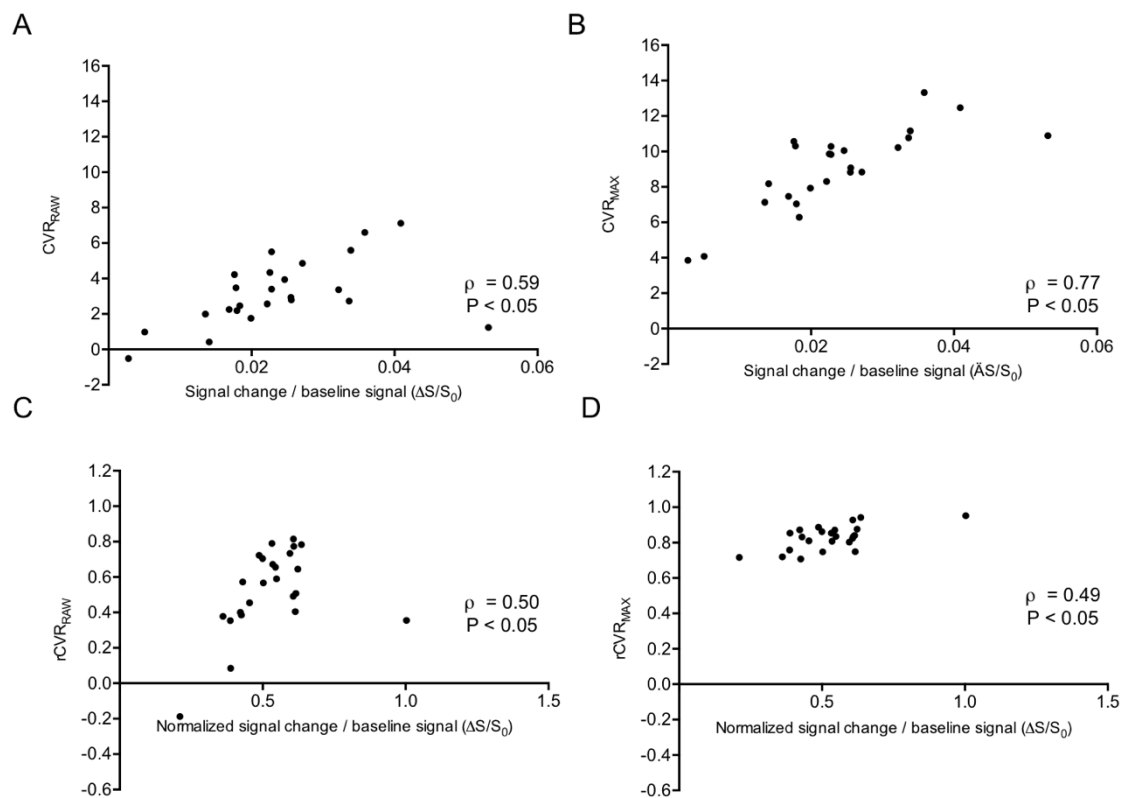 A
16
14
12
10
8
6
4
2
0
-2
CVR_RAW
0.02
0.04
0.06
ρ = 0.59
P < 0.05
Signal change / baseline signal (ΔS/S₀)
B
16
14
12
10
8
6
4
2
0
-2
CVR_MAX
0.02
0.04
0.06
ρ = 0.77
P < 0.05
Signal change / baseline signal (ÄS/S₀)
C
1.2
1.0
0.8
0.6
0.4
0.2
0.0
-0.2
-0.4
-0.6
rCVR_RAW
0.5
1.0
1.5
ρ = 0.50
P < 0.05
Normalized signal change / baseline signal (ΔS/S₀)
D
1.2
1.0
0.8
0.6
0.4
0.2
0.0
-0.2
-0.4
-0.6
rCVR_MAX
0.5
1.0
1.5
ρ = 0.49
P < 0.05
Normalized signal change / baseline signal (ΔS/S₀)